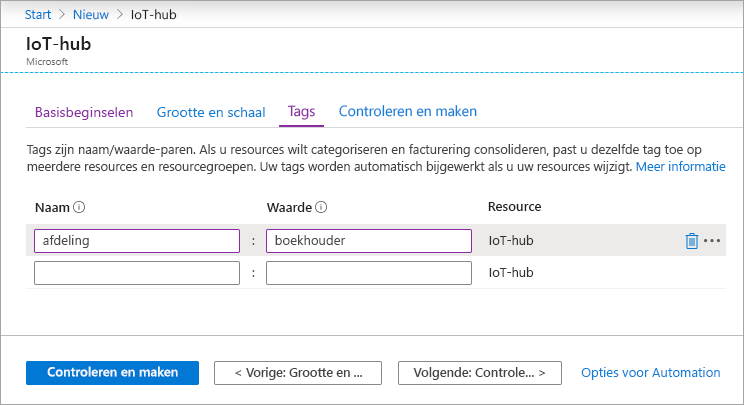 Start > Nieuw > IoT-hub
IoT-hub
Microsoft
Basisbeginselen Grootte en schaal Tags Controleren en maken
Tags zijn naam/waarde-paren. Als u resources wilt categoriseren en facturering consolideren, past u dezelfde tag toe op
meerdere resources en resourcegroepen. Uw tags worden automatisch bijgewerkt als u uw resources wijzigt. Meer informatie
Naam Waarde Resource
afdeling : boekhouder IoT-hub
: IoT-hub
Controleren en maken < Vorige: Grootte en ... Volgende: Controle... > Opties voor Automation